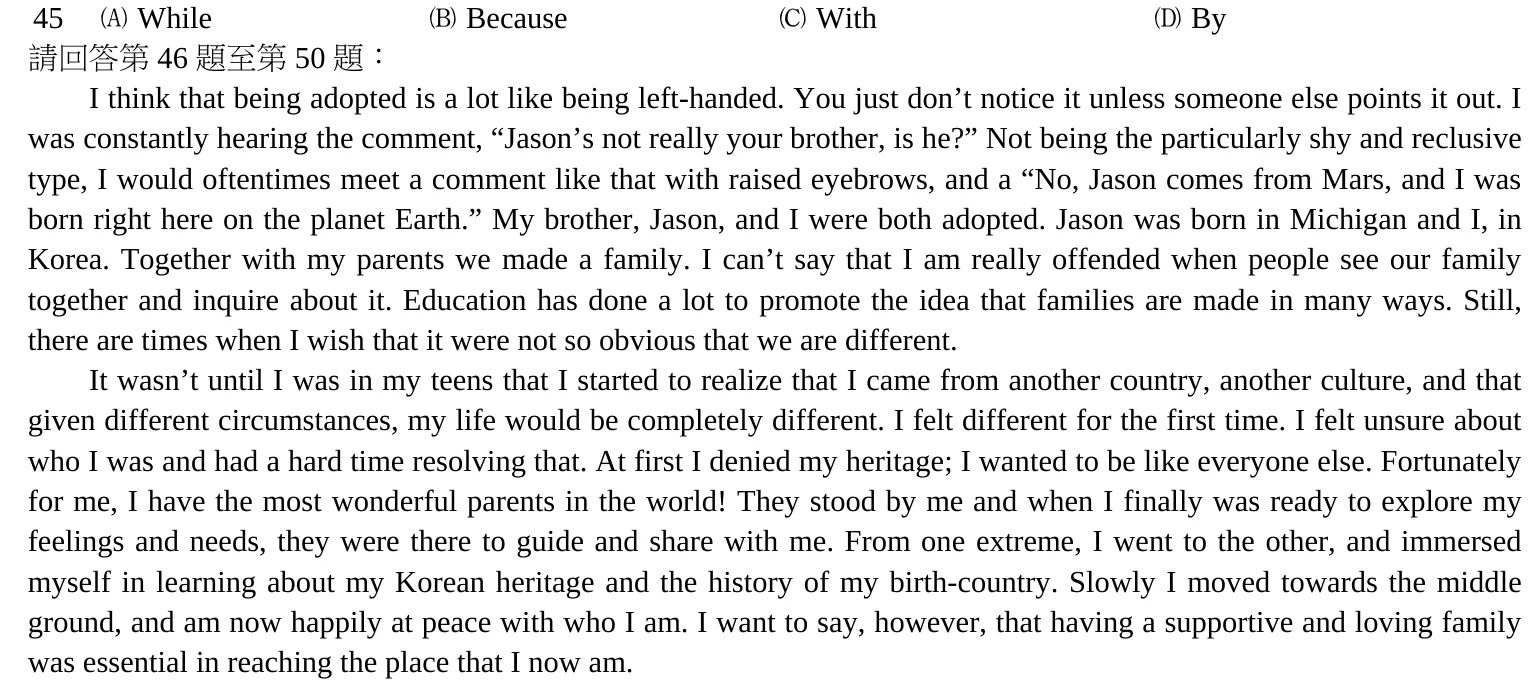 45 ⑷ While ⑸ Because ⑹ With ⑺ By
請回答第 46 題至第 50 題：
I think that being adopted is a lot like being left-handed. You just don’t notice it unless someone else points it out. I
was constantly hearing the comment, “Jason’s not really your brother, is he?” Not being the particularly shy and reclusive
type, I would oftentimes meet a comment like that with raised eyebrows, and a “No, Jason comes from Mars, and I was
born right here on the planet Earth.” My brother, Jason, and I were both adopted. Jason was born in Michigan and I, in
Korea. Together with my parents we made a family. I can’t say that I am really offended when people see our family
together and inquire about it. Education has done a lot to promote the idea that families are made in many ways. Still,
there are times when I wish that it were not so obvious that we are different.
It wasn’t until I was in my teens that I started to realize that I came from another country, another culture, and that
given different circumstances, my life would be completely different. I felt different for the first time. I felt unsure about
who I was and had a hard time resolving that. At first I denied my heritage; I wanted to be like everyone else. Fortunately
for me, I have the most wonderful parents in the world! They stood by me and when I finally was ready to explore my
feelings and needs, they were there to guide and share with me. From one extreme, I went to the other, and immersed
myself in learning about my Korean heritage and the history of my birth-country. Slowly I moved towards the middle
ground, and am now happily at peace with who I am. I want to say, however, that having a supportive and loving family
was essential in reaching the place that I now am.